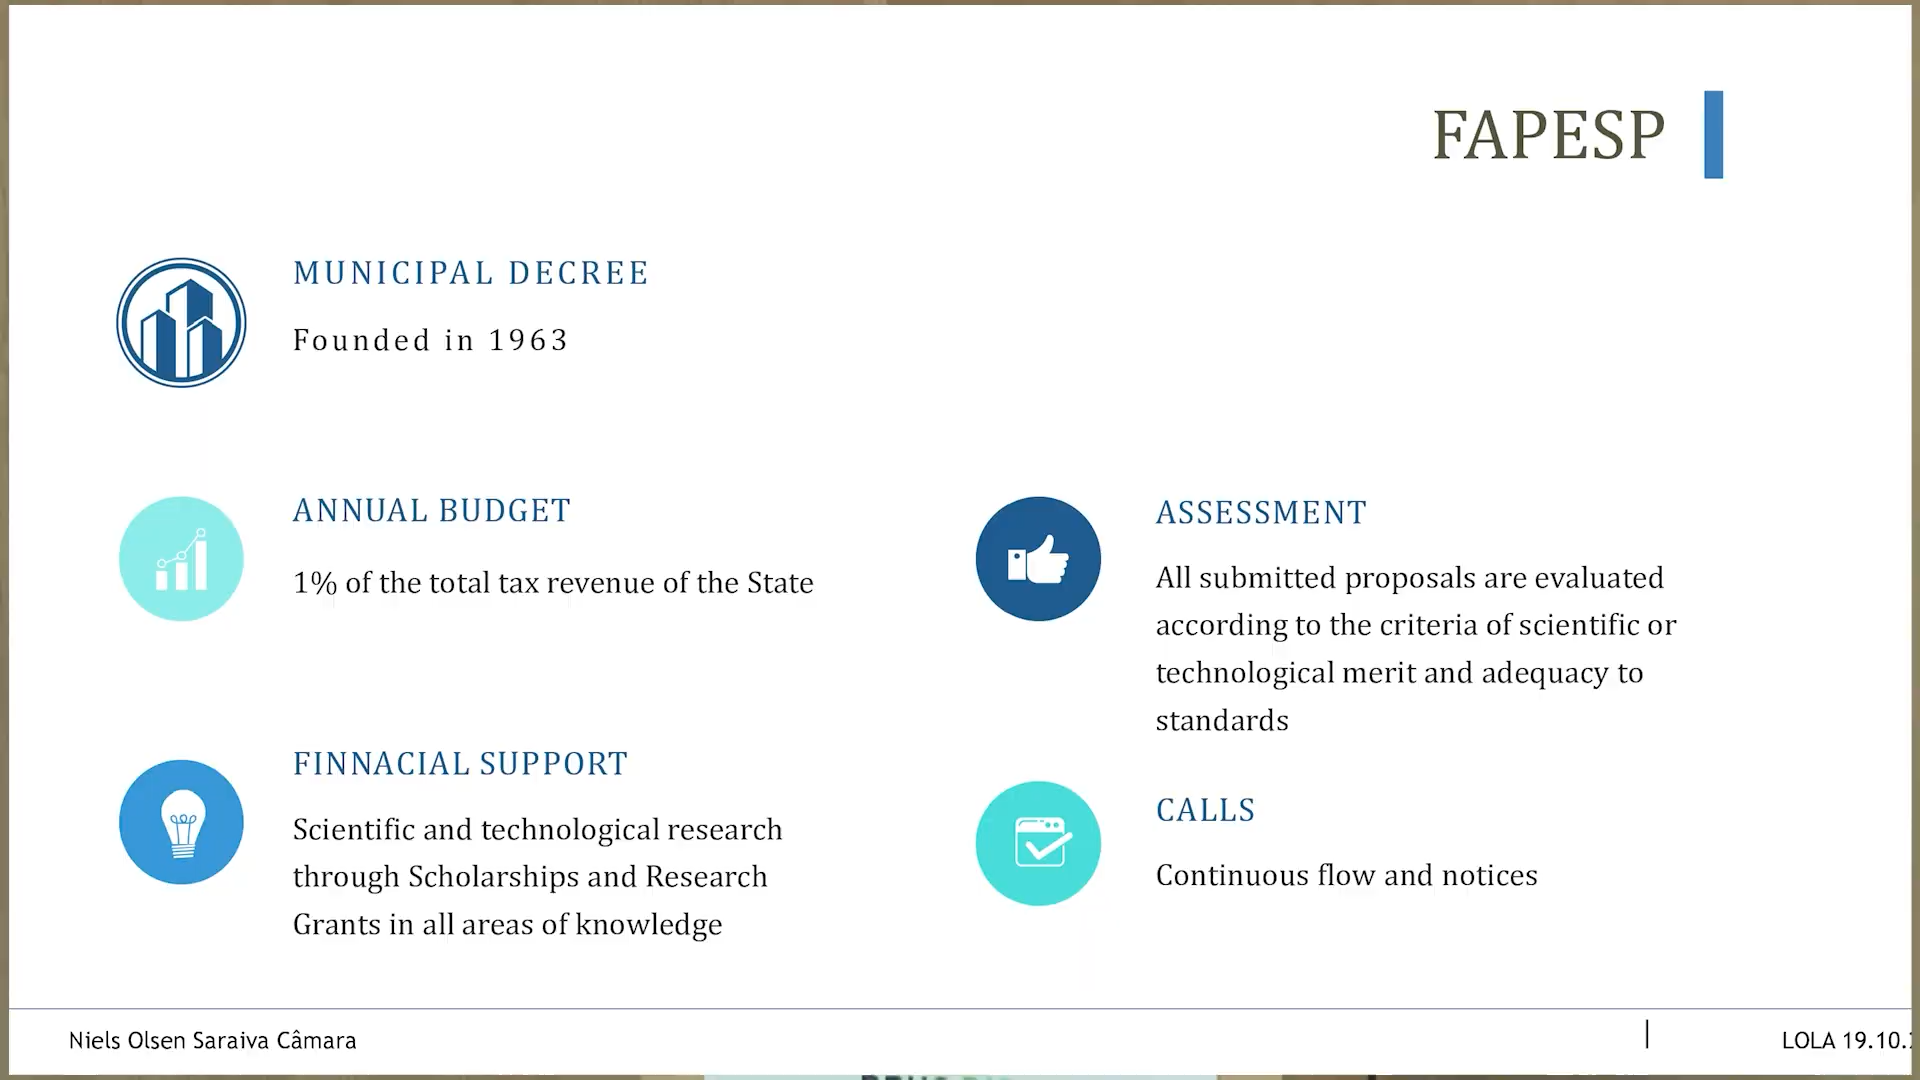 FAPESP
MUNICIPAL DECREE
Founded in 1963
ANNUAL BUDGET
1% of the total tax revenue of the State
FINNACIAL SUPPORT
Scientific and technological research
through Scholarships and Research
Grants in all areas of knowledge
ASSESSMENT
All submitted proposals are evaluated
according to the criteria of scientific or
technological merit and adequacy to
standards
CALLS
Continuous flow and notices
Niels Olsen Saraiva Câmara
LOLA 19.10.